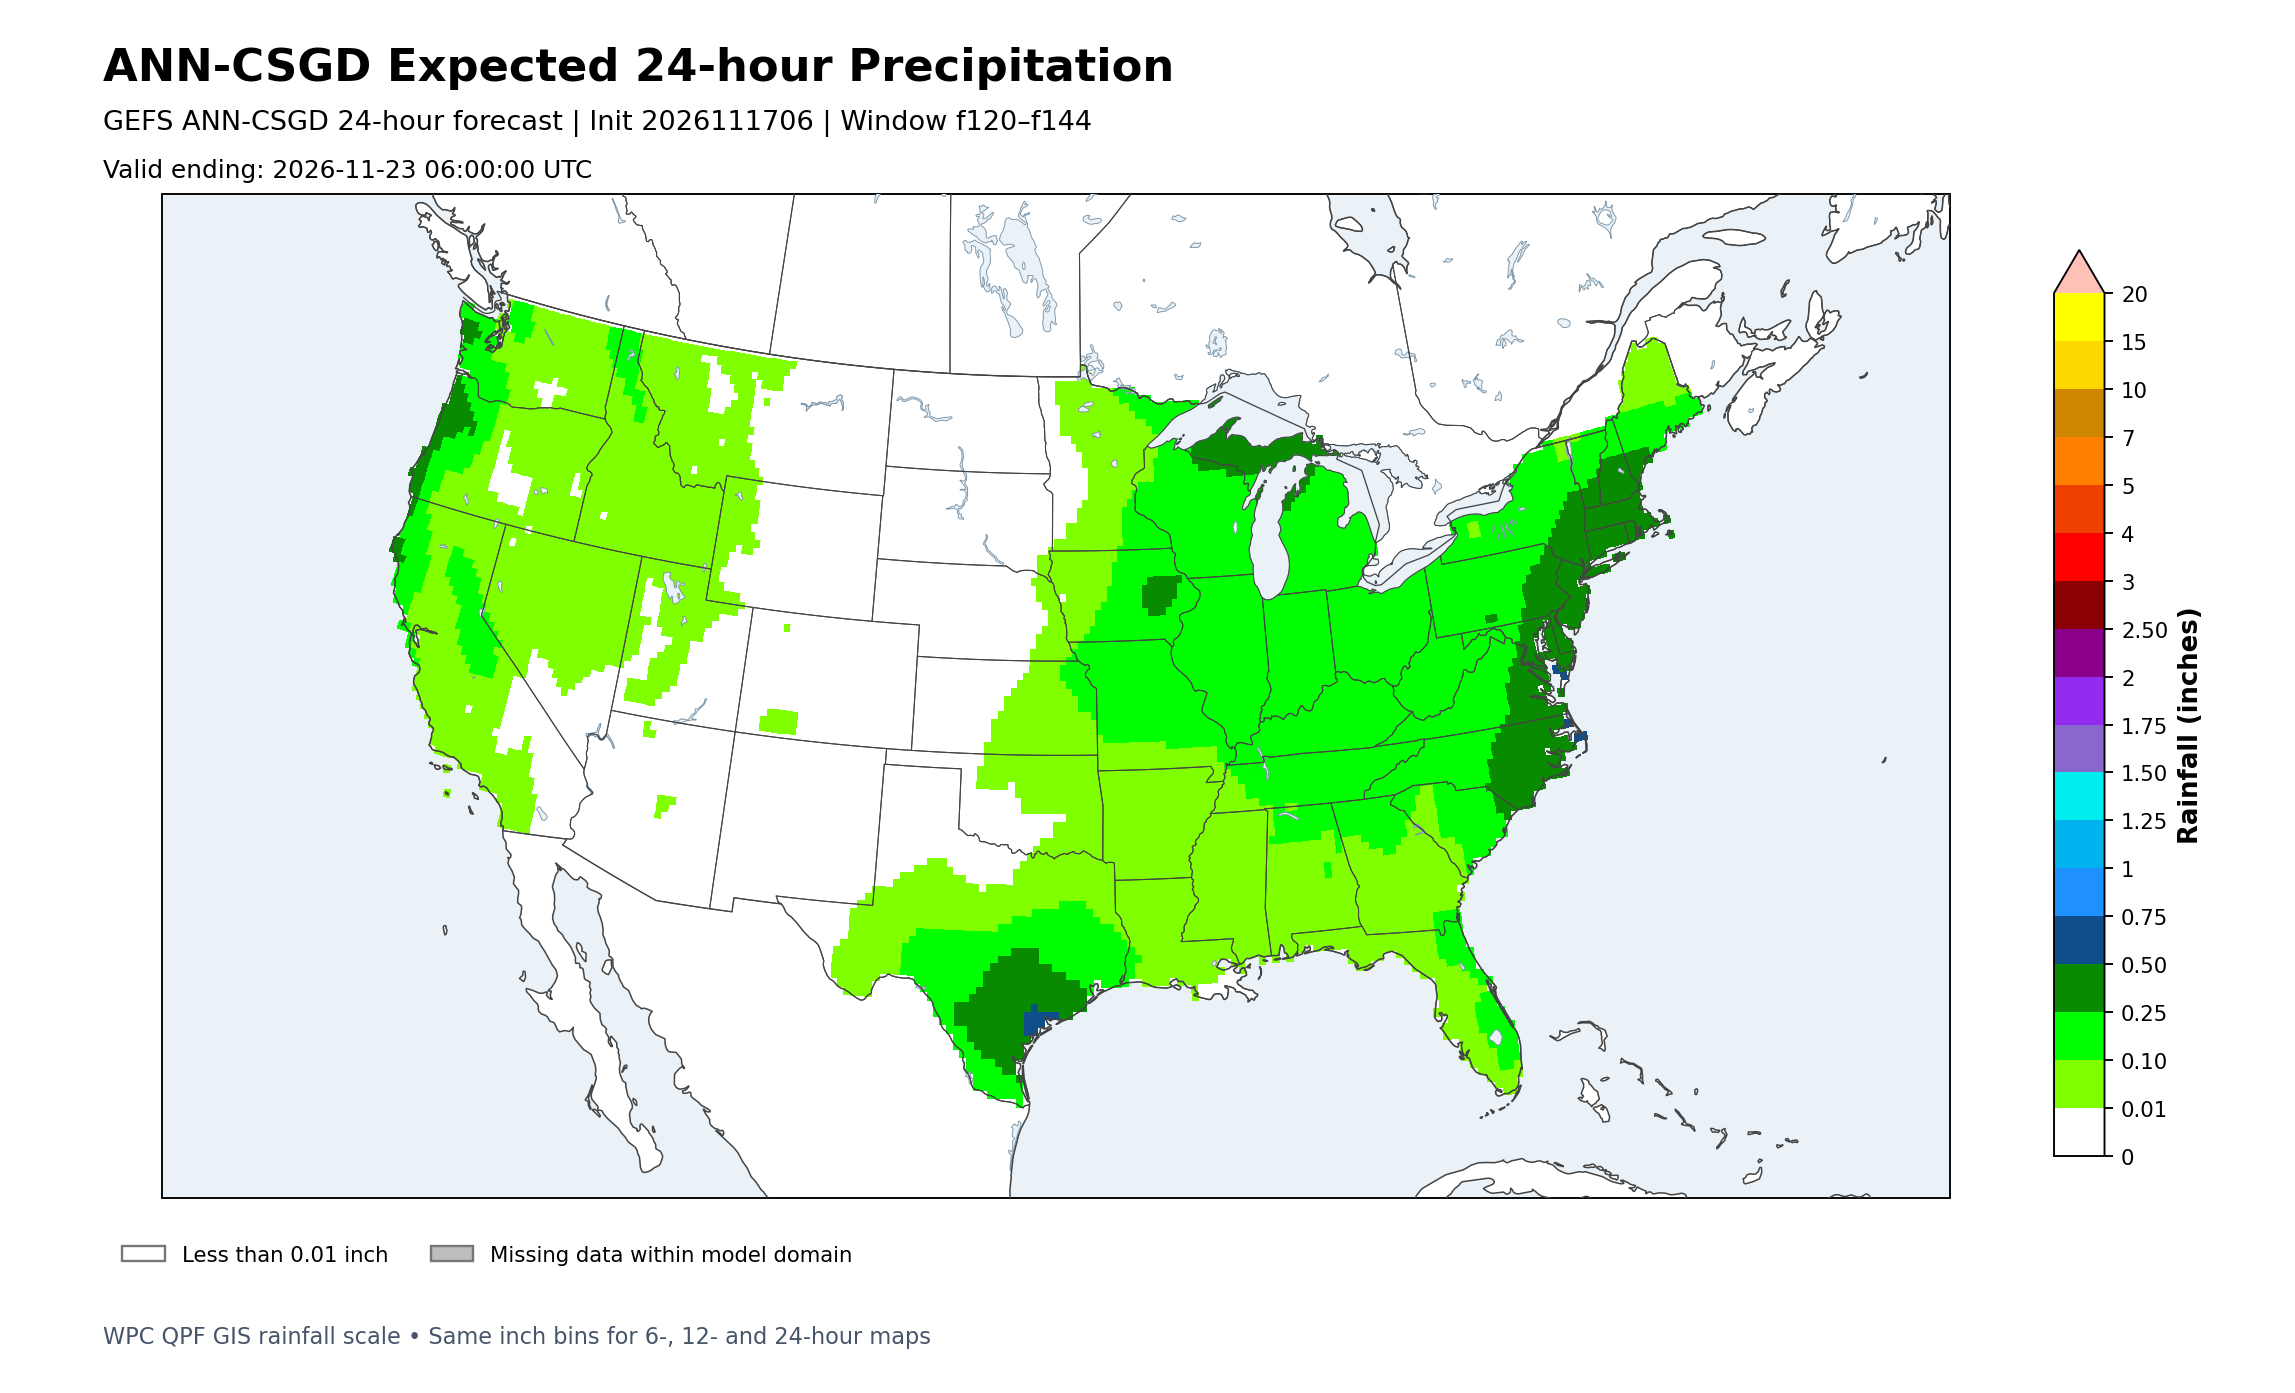 ANN-CSGD Expected 24-hour Precipitation
GEFS ANN-CSGD 24-hour forecast | Init 2026111706 | Window f120–f144
Valid ending: 2026-11-23 06:00:00 UTC
20
15
10
7
5
4
3
2.50
2
1.75
1.50
1.25
1
0.75
0.50
0.25
0.10
0.01
0
Rainfall (inches)
Less than 0.01 inch
Missing data within model domain
WPC QPF GIS rainfall scale • Same inch bins for 6-, 12- and 24-hour maps